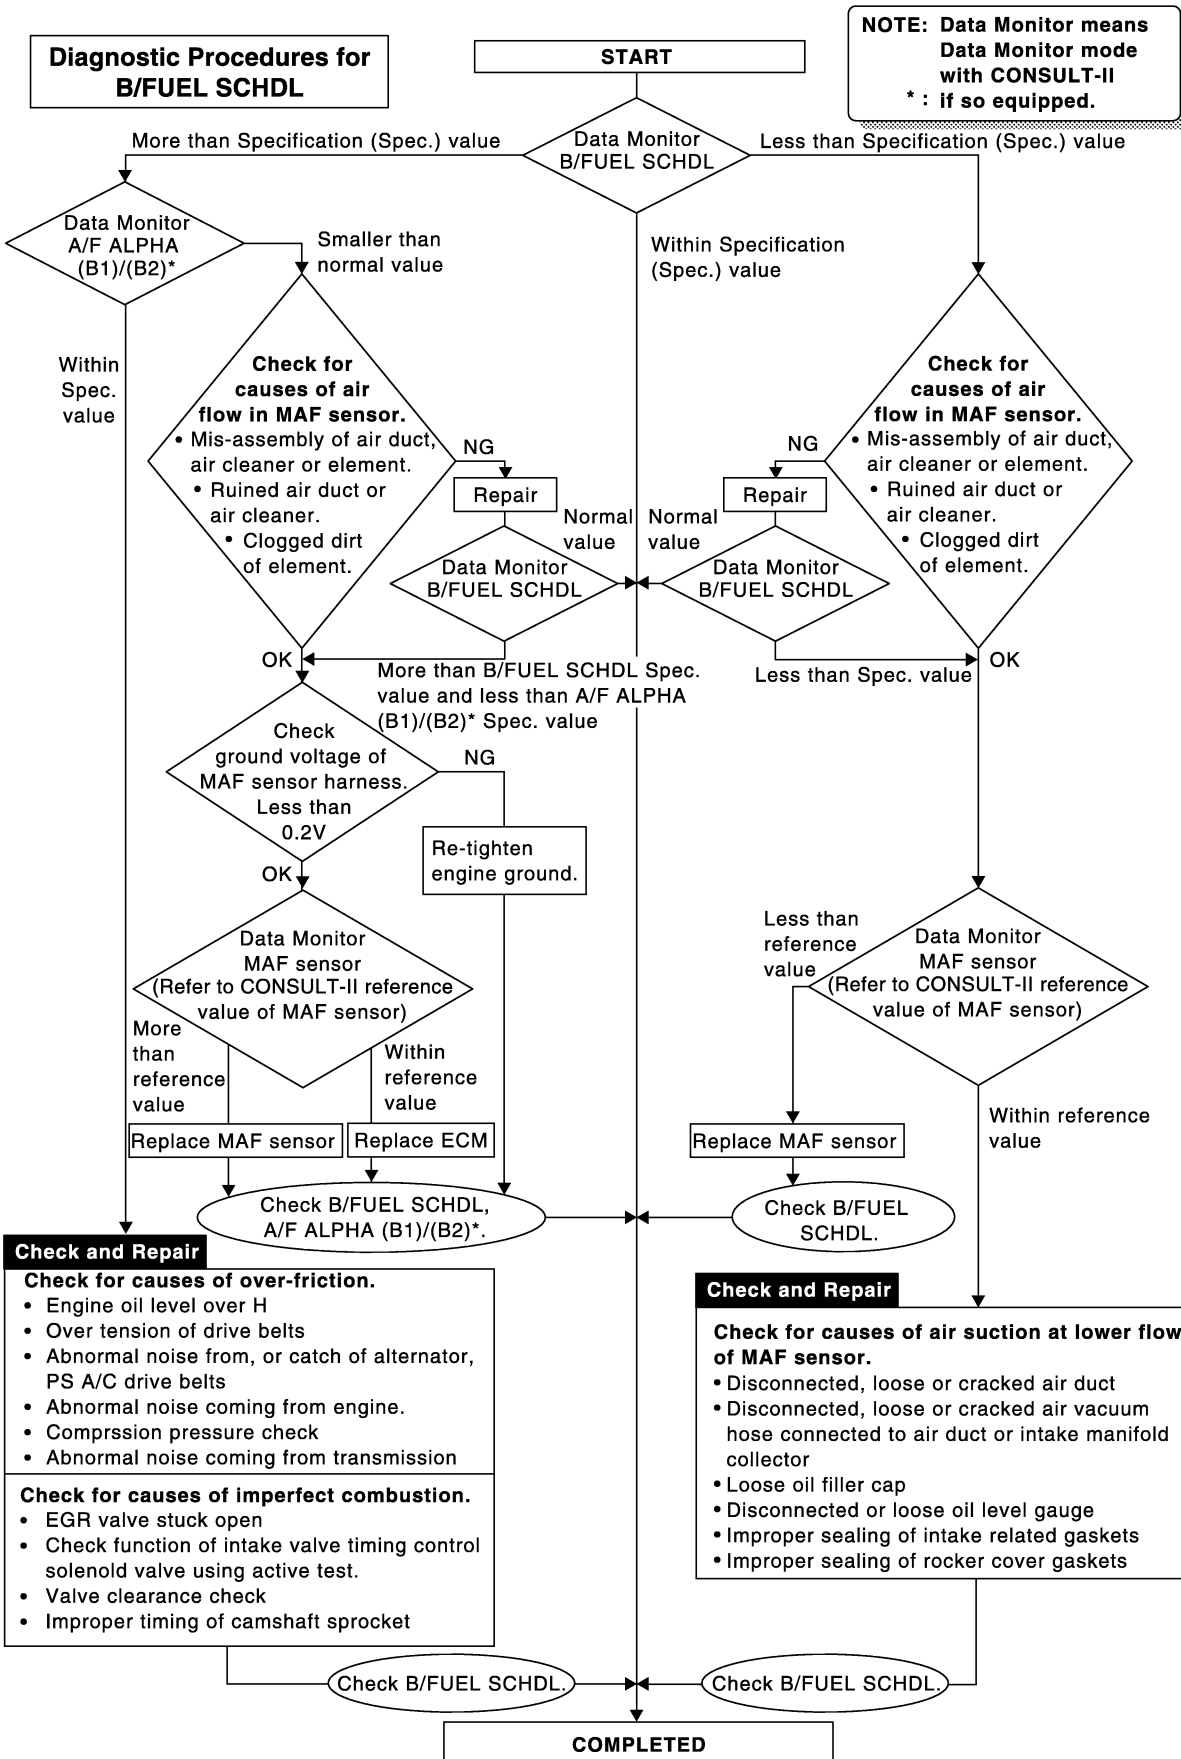 Diagnostic Procedures for
B/FUEL SCHDL
START
NOTE: Data Monitor means
Data Monitor mode
with CONSULT-II
* : if so equipped.
More than Specification (Spec.) value
Data Monitor
B/FUEL SCHDL
Less than Specification (Spec.) value
Data Monitor
A/F ALPHA
(B1)/(B2)*
Smaller than
normal value
Within Specification
(Spec.) value
Within
Spec.
value
Check for
causes of air
flow in MAF sensor.
• Mis-assembly of air duct,
air cleaner or element.
• Ruined air duct or
air cleaner.
• Clogged dirt
of element.
NG
Repair
Normal
value
Data Monitor
B/FUEL SCHDL
NG
Repair
Normal
value
Data Monitor
B/FUEL SCHDL
Check for
causes of air
flow in MAF sensor.
• Mis-assembly of air duct,
air cleaner or element.
• Ruined air duct or
air cleaner.
• Clogged dirt
of element.
OK
More than B/FUEL SCHDL Spec.
value and less than A/F ALPHA
(B1)/(B2)* Spec. value
Less than Spec. value
OK
Check
ground voltage of
MAF sensor harness.
Less than
0.2V
NG
Re-tighten
engine ground.
OK
Data Monitor
MAF sensor
(Refer to CONSULT-II reference
value of MAF sensor)
More
than
reference
value
Within
reference
value
Replace MAF sensor
Replace ECM
Check B/FUEL SCHDL,
A/F ALPHA (B1)/(B2)*.
Less than
reference
value
Data Monitor
MAF sensor
(Refer to CONSULT-II reference
value of MAF sensor)
Within reference
value
Replace MAF sensor
Check B/FUEL
SCHDL.
Check and Repair
Check for causes of over-friction.
• Engine oil level over H
• Over tension of drive belts
• Abnormal noise from, or catch of alternator,
PS A/C drive belts
• Abnormal noise coming from engine.
• Comprssion pressure check
• Abnormal noise coming from transmission
Check for causes of imperfect combustion.
• EGR valve stuck open
• Check function of intake valve timing control
solenold valve using active test.
• Valve clearance check
• Improper timing of camshaft sprocket
Check and Repair
Check for causes of air suction at lower flow
of MAF sensor.
• Disconnected, loose or cracked air duct
• Disconnected, loose or cracked air vacuum
hose connected to air duct or intake manifold
collector
• Loose oil filler cap
• Disconnected or loose oil level gauge
• Improper sealing of intake related gaskets
• Improper sealing of rocker cover gaskets
Check B/FUEL SCHDL.
Check B/FUEL SCHDL.
COMPLETED